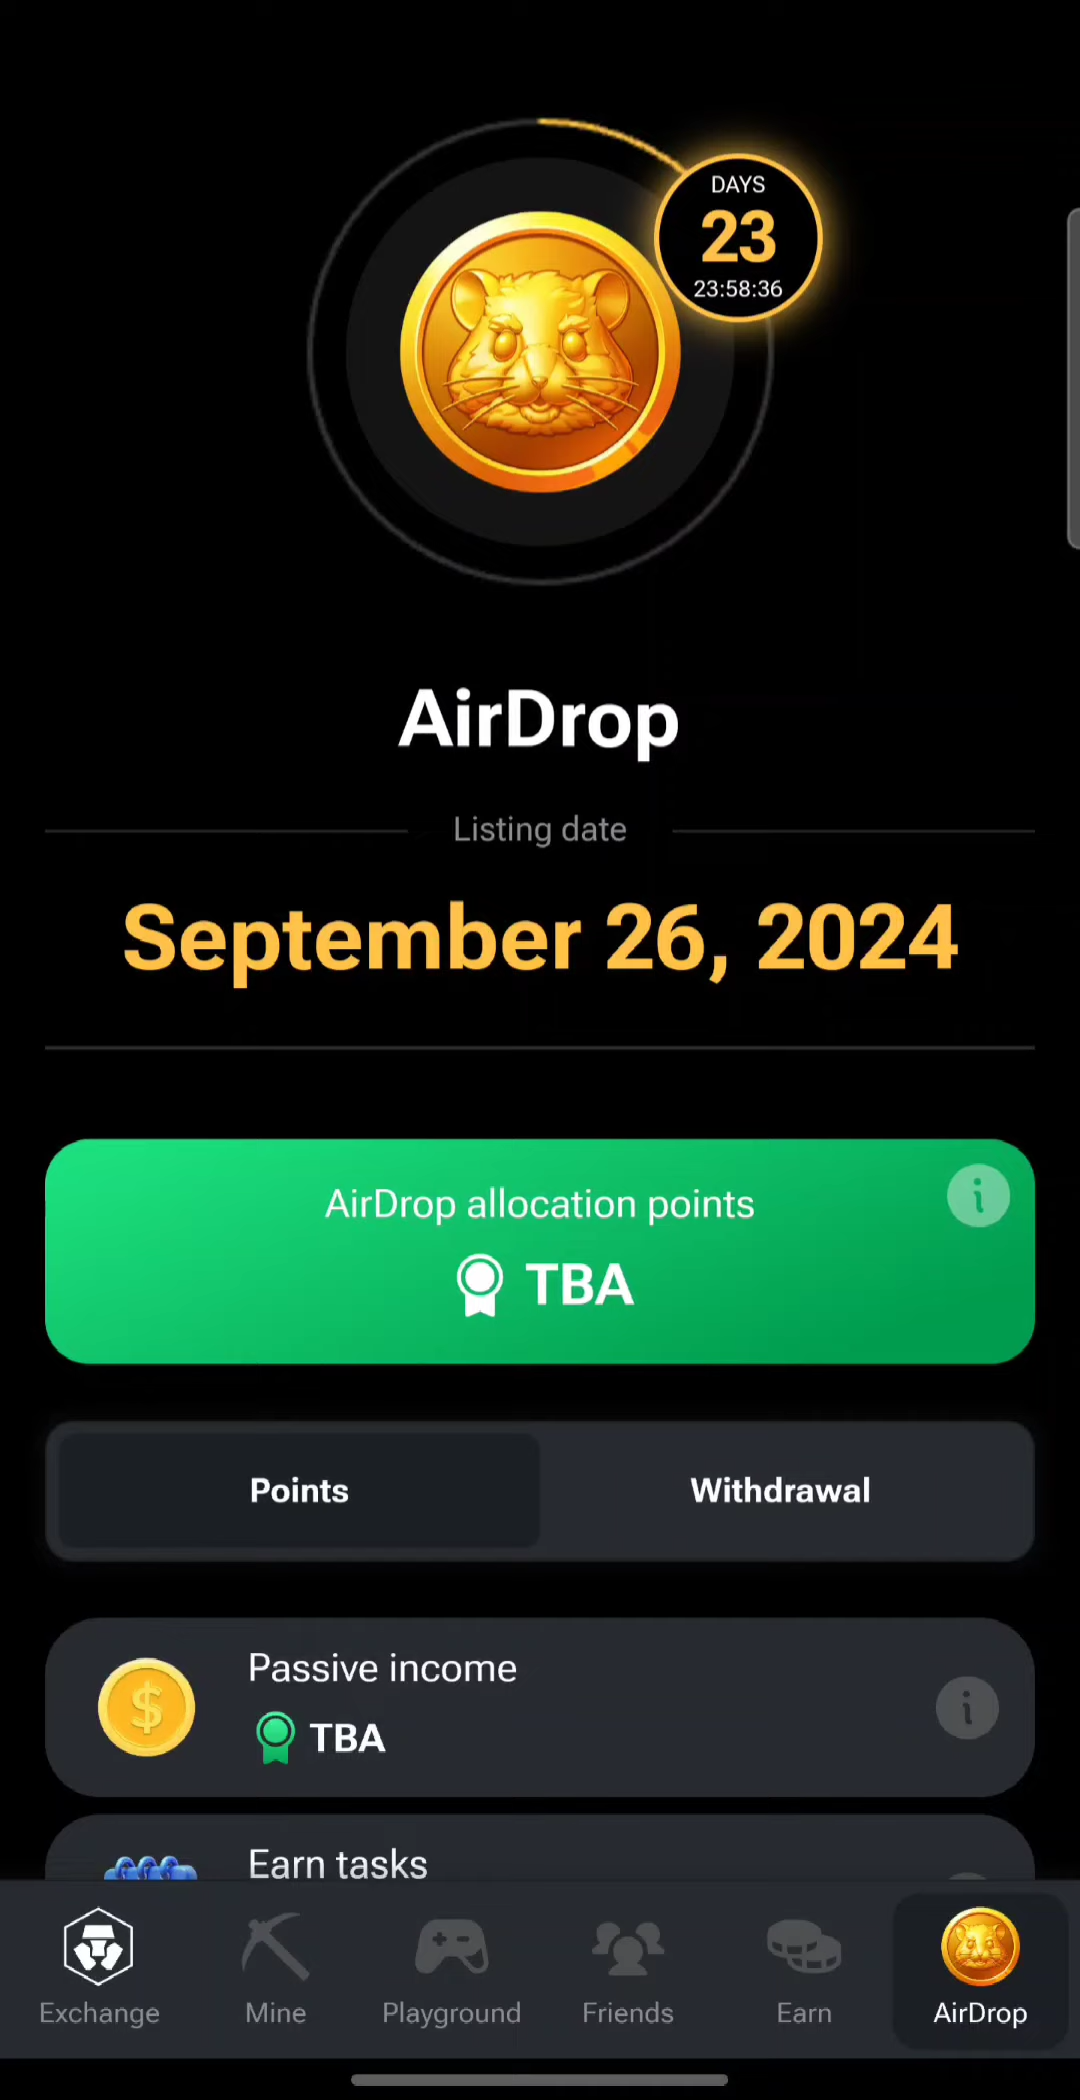 DAYS
23
23:58:36
AirDrop
Listing date
September 26, 2024
AirDrop allocation points
TBA
Points
Withdrawal
Passive income
TBA
Earn tasks
Exchange
Mine
Playground
Friends
Earn
AirDrop